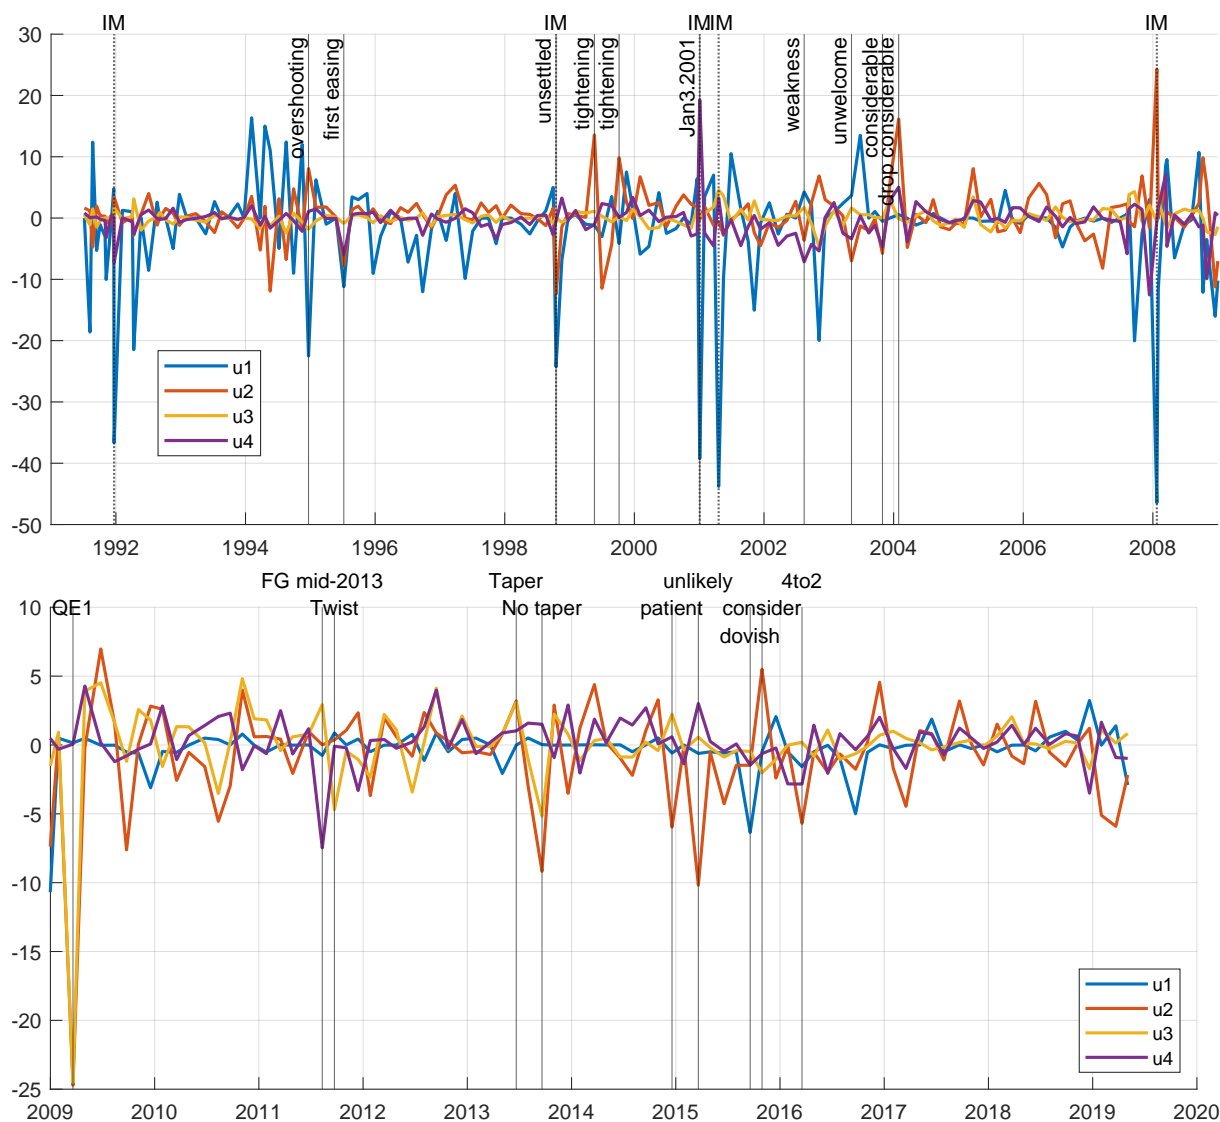 IM IM IM IM IM
30
20
10
0
-10
-20
-30
-40
-50
overshooting
first easing
unsettled
tightening
tightening
Jan3.2001
weakness
unwelcome
considerable
drop considerable
u1
u2
u3
u4
1992 1994 1996 1998 2000 2002 2004 2006 2008
FG mid-2013 Taper unlikely 4to2
QE1 Twist No taper patient consider
dovish
10
5
0
-5
-10
-15
-20
-25
u1
u2
u3
u4
2009 2010 2011 2012 2013 2014 2015 2016 2017 2018 2019 2020